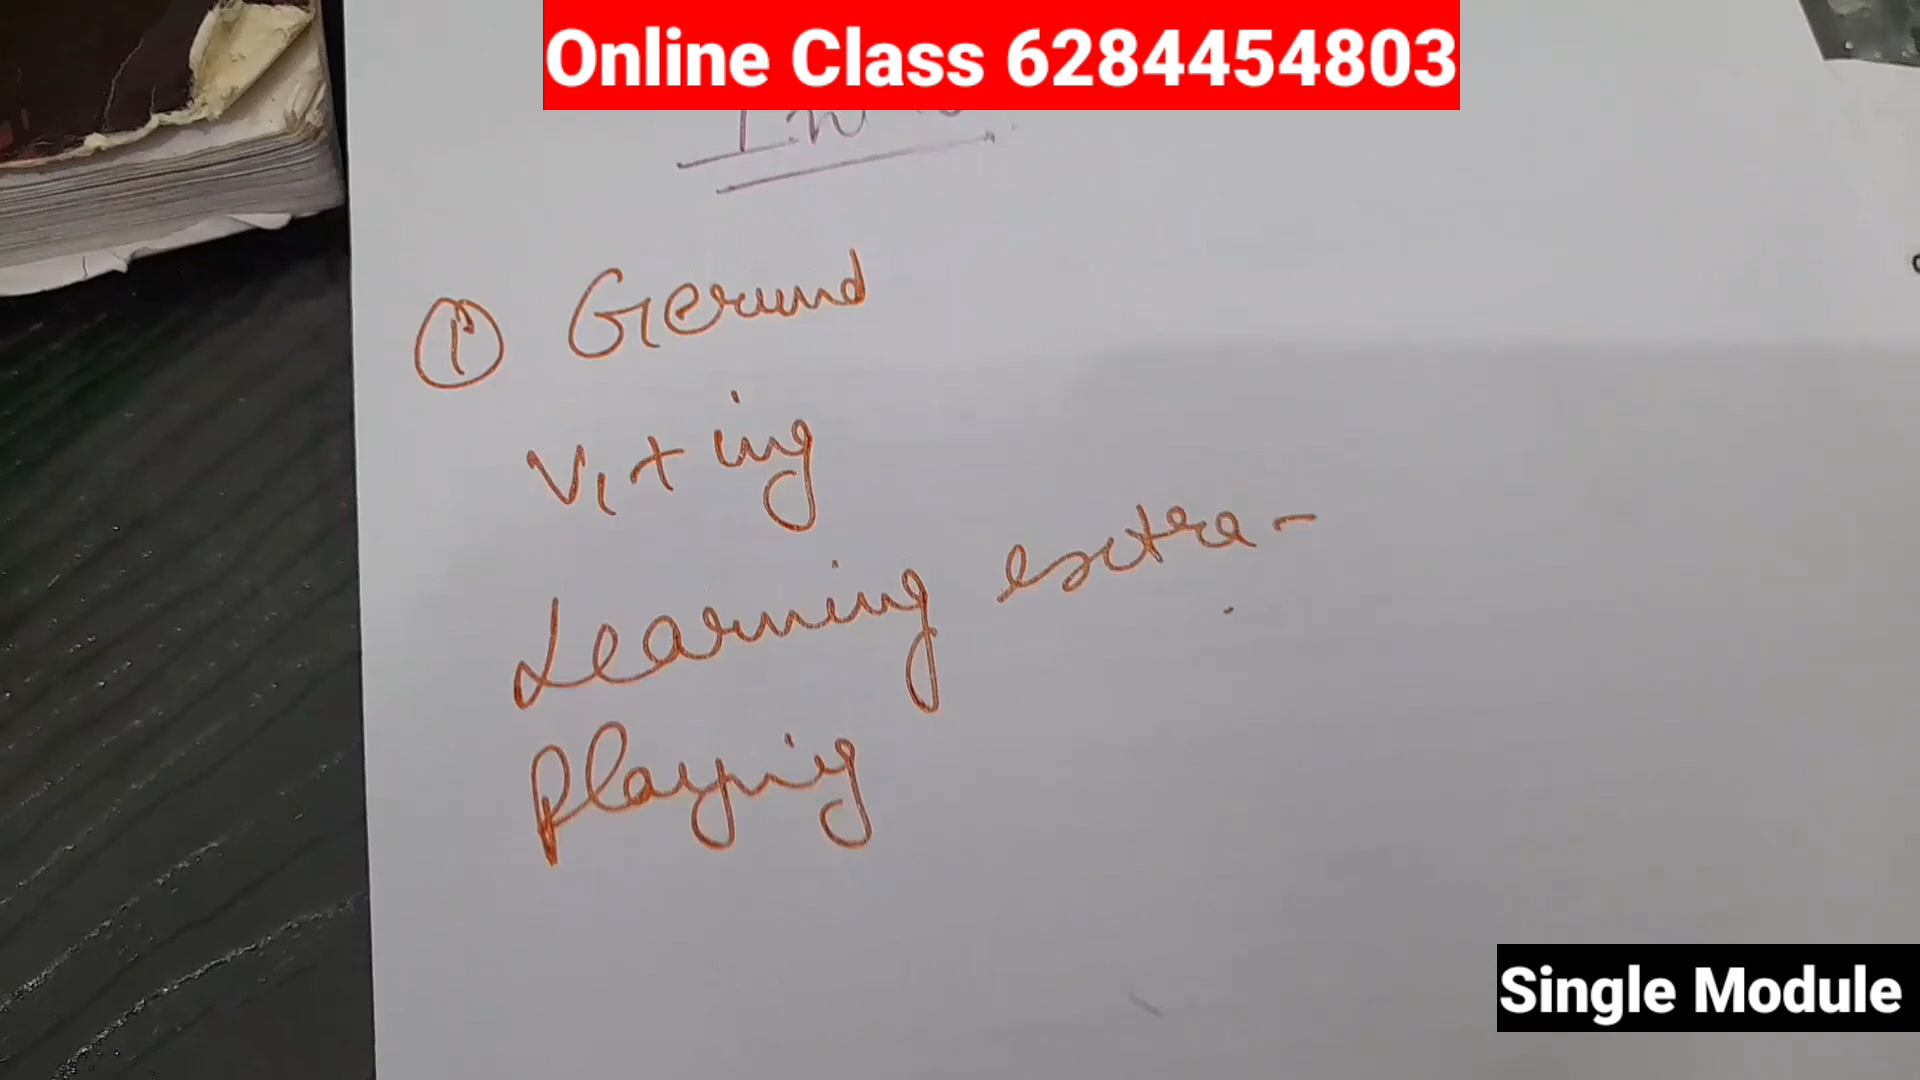 Online Class 6284454803
① Gerund
V₁ + ing
Learning extra -
Playing
Single Module